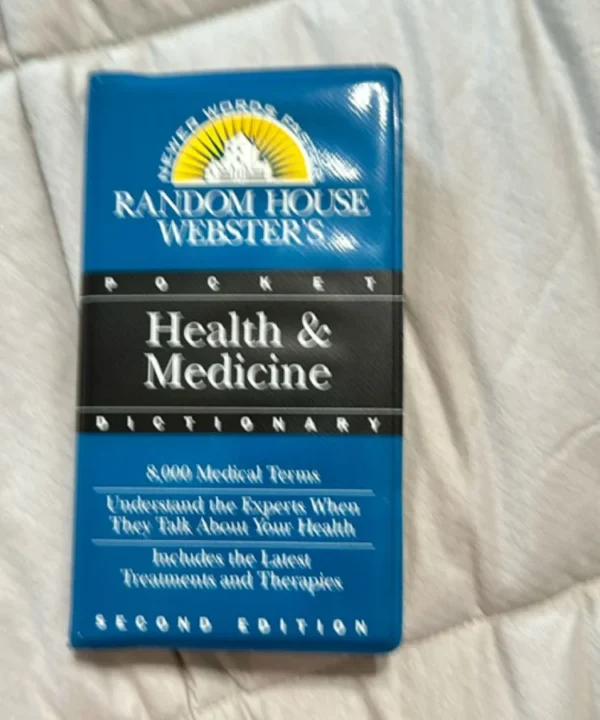 NEWER WORDS FASTER
RANDOM HOUSE
WEBSTER'S
POCKET
Health &
Medicine
DICTIONARY
8,000 Medical Terms
Understand the Experts When
They Talk About Your Health
Includes the Latest
Treatments and Therapies
SECOND EDITION